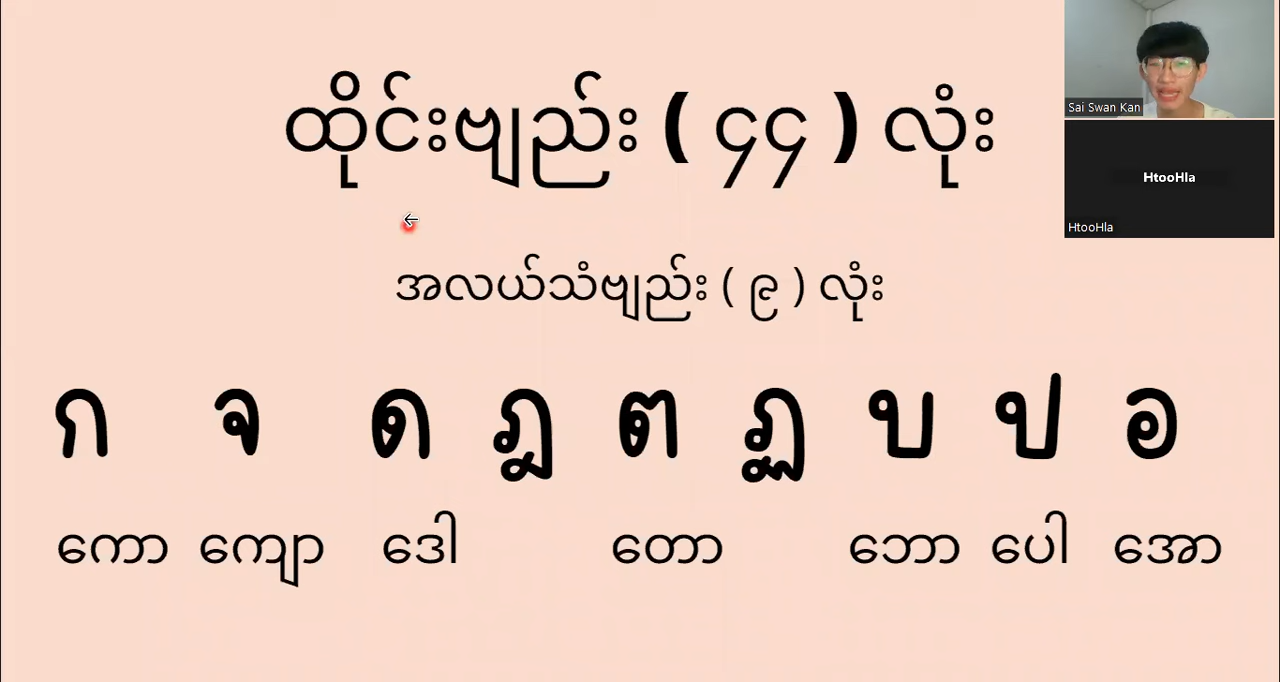 ထိုင်းဗျည်း ( ၄၄ ) လုံး
Sai Swan Kan
HtooHla
HtooHla
အလယ်သံဗျည်း ( ၉ ) လုံး
ก จ ด ฎ ต ฏ บ ป อ
ကော ကျော ဒေါ တော ဘော ပေါ အော